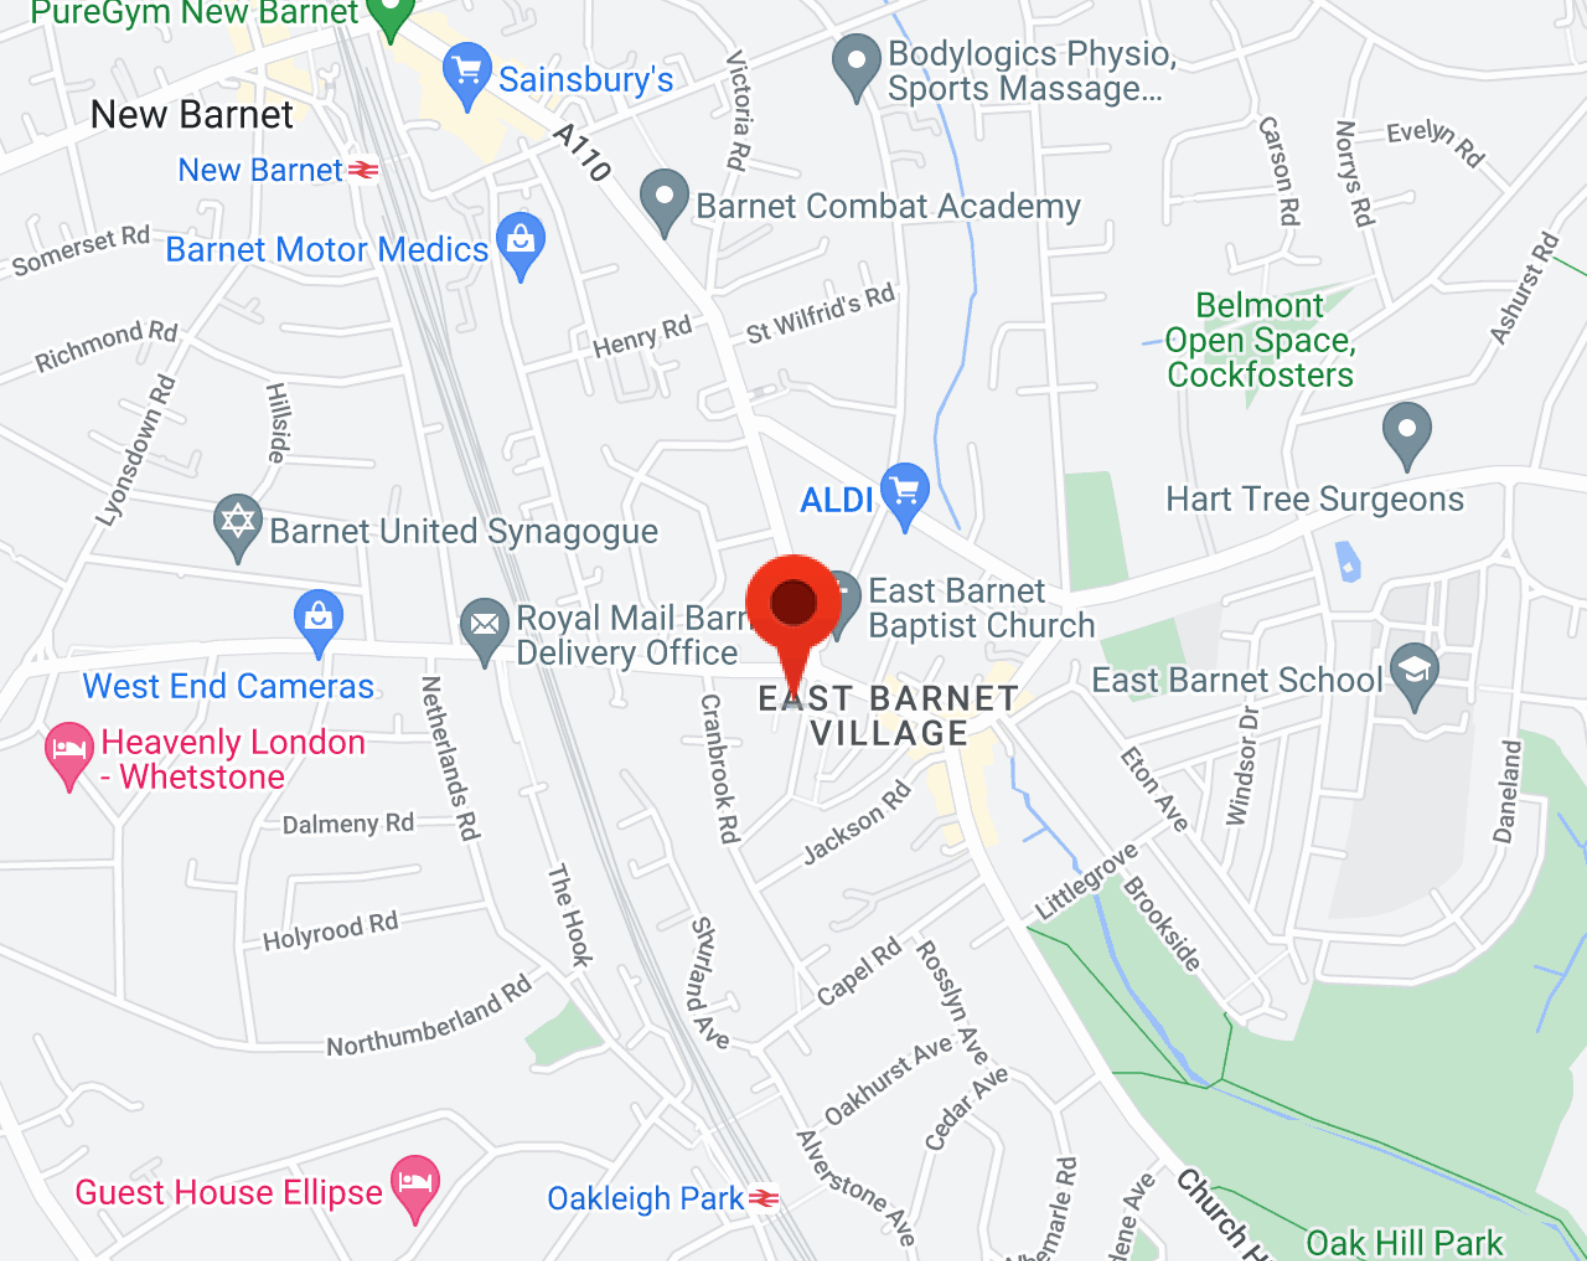 PureGym New Barnet
Sainsbury's
Bodylogics Physio,
Sports Massage...
New Barnet
Victoria Rd
A110
Carson Rd
Norrys Rd
Evelyn Rd
New Barnet
Barnet Combat Academy
Somerset Rd
Barnet Motor Medics
Ashurst Rd
Belmont
Open Space,
Cockfosters
St Wilfrid's Rd
Henry Rd
Richmond Rd
Lyonsdown Rd
Hillside
ALDI
Hart Tree Surgeons
Barnet United Synagogue
East Barnet
Baptist Church
Royal Mail Barn
Delivery Office
West End Cameras
EAST BARNET
VILLAGE
East Barnet School
Heavenly London
- Whetstone
Netherlands Rd
Cranbrook Rd
Eton Ave
Windsor Dr
Daneland
Dalmeny Rd
Jackson Rd
Littlegrove
Brookside
The Hook
Holyrood Rd
Shurland Ave
Capel Rd
Rosslyn Ave
Northumberland Rd
Oakhurst Ave
Cedar Ave
Alverstone Ave
Guest House Ellipse
Oakleigh Park
emarle Rd
dene Ave
Church H
Oak Hill Park